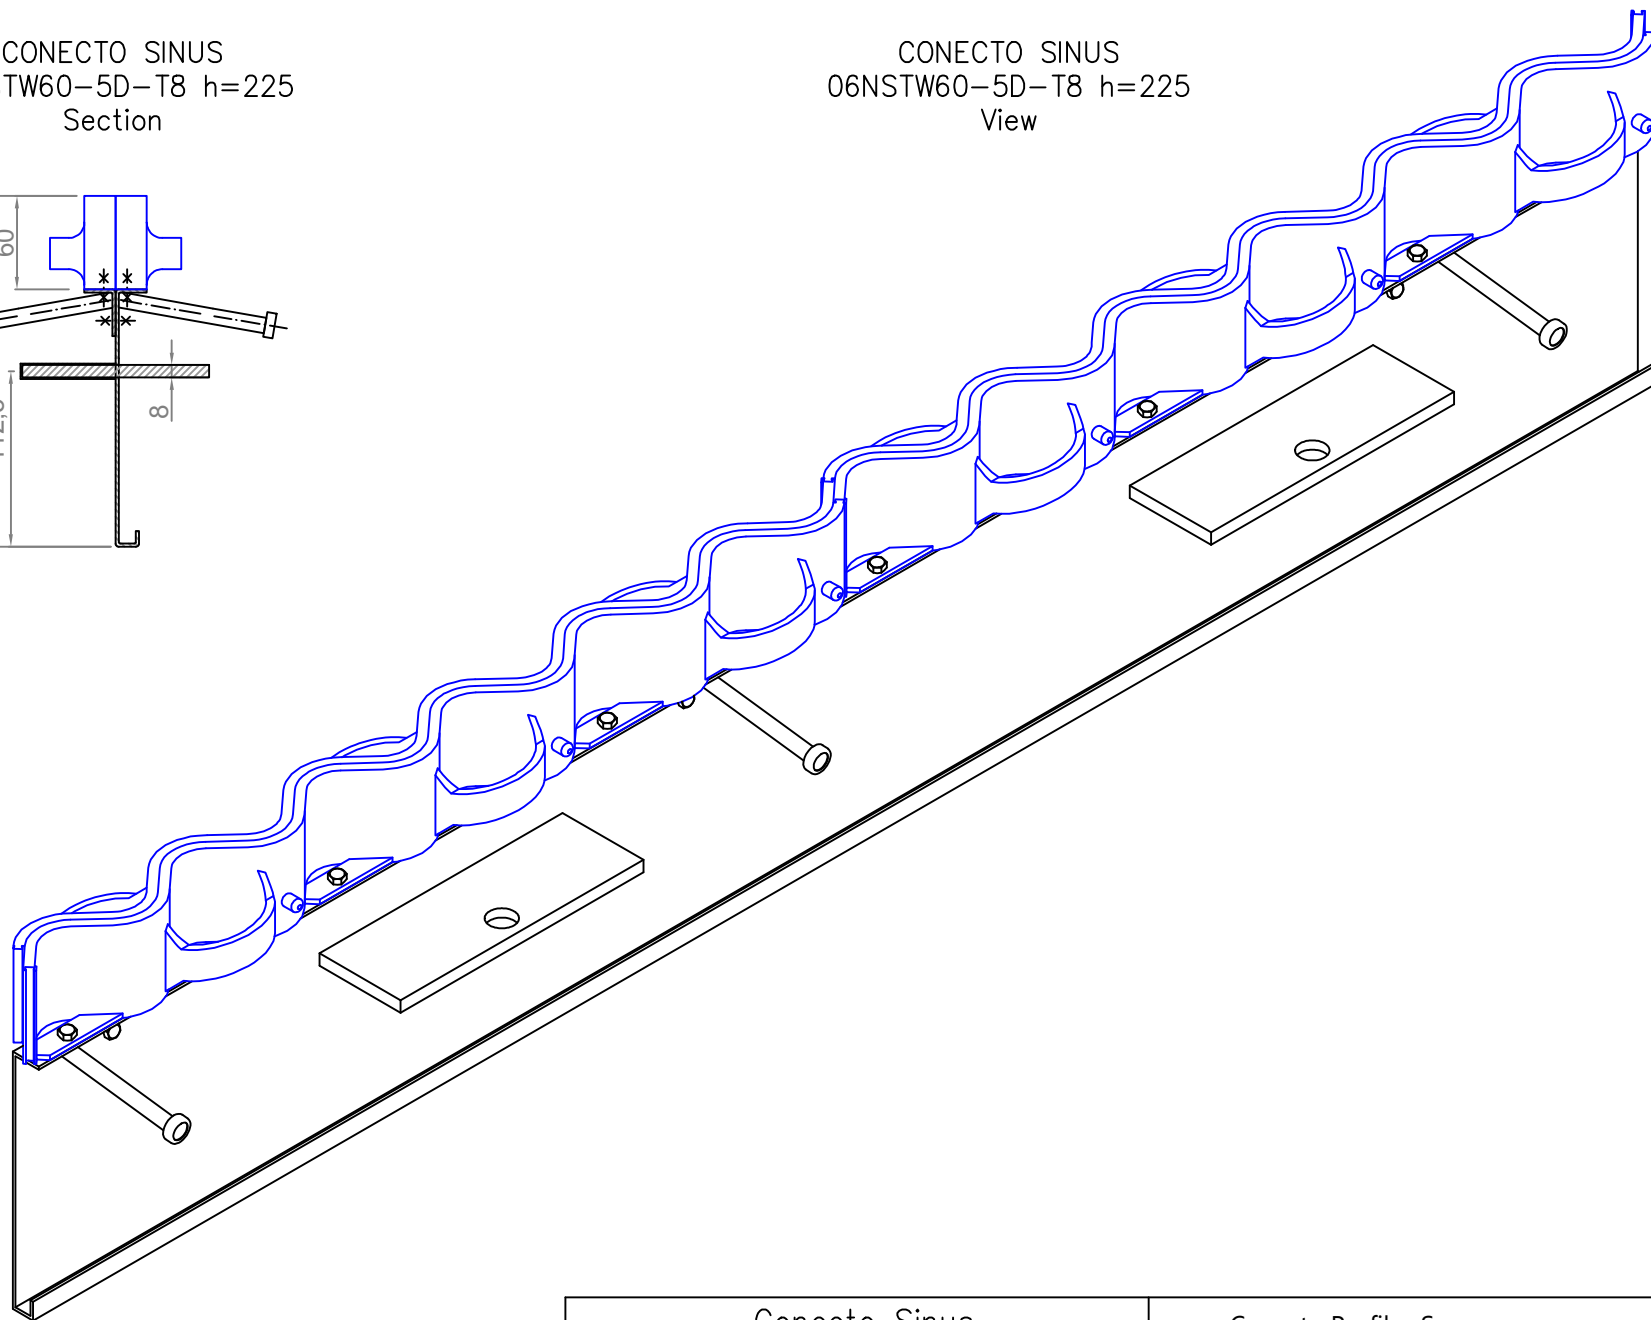 CONECTO SINUS
TW60-5D-T8 h=225
Section
CONECTO SINUS
06NSTW60-5D-T8 h=225
View
60
8